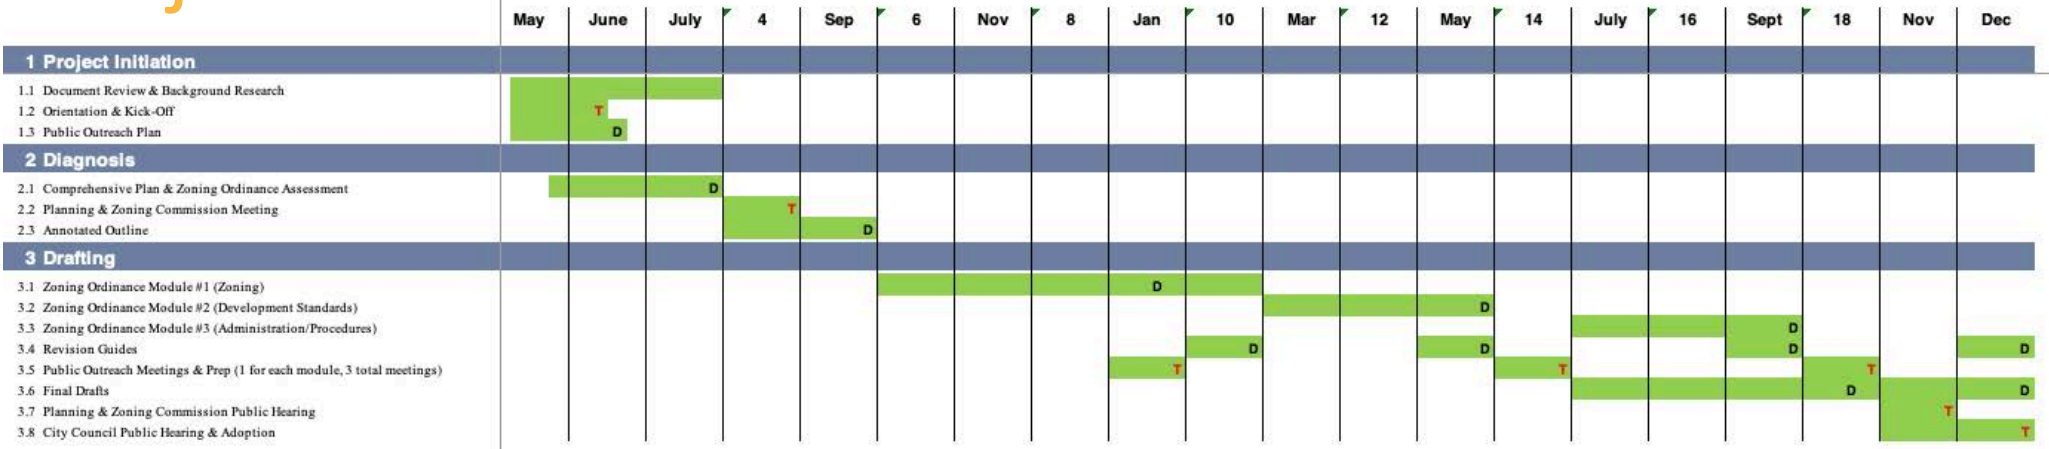 May June July 4 Sep 6 Nov 8 Jan 10 Mar 12 May 14 July 16 Sept 18 Nov Dec
1 Project Initiation
1.1 Document Review & Background Research
1.2 Orientation & Kick-Off T
1.3 Public Outreach Plan D
2 Diagnosis
2.1 Comprehensive Plan & Zoning Ordinance Assessment D
2.2 Planning & Zoning Commission Meeting T
2.3 Annotated Outline D
3 Drafting
3.1 Zoning Ordinance Module #1 (Zoning) D
3.2 Zoning Ordinance Module #2 (Development Standards) D
3.3 Zoning Ordinance Module #3 (Administration/Procedures) D
3.4 Revision Guides D D D D
3.5 Public Outreach Meetings & Prep (1 for each module, 3 total meetings) T T T
3.6 Final Drafts D D
3.7 Planning & Zoning Commission Public Hearing T
3.8 City Council Public Hearing & Adoption T